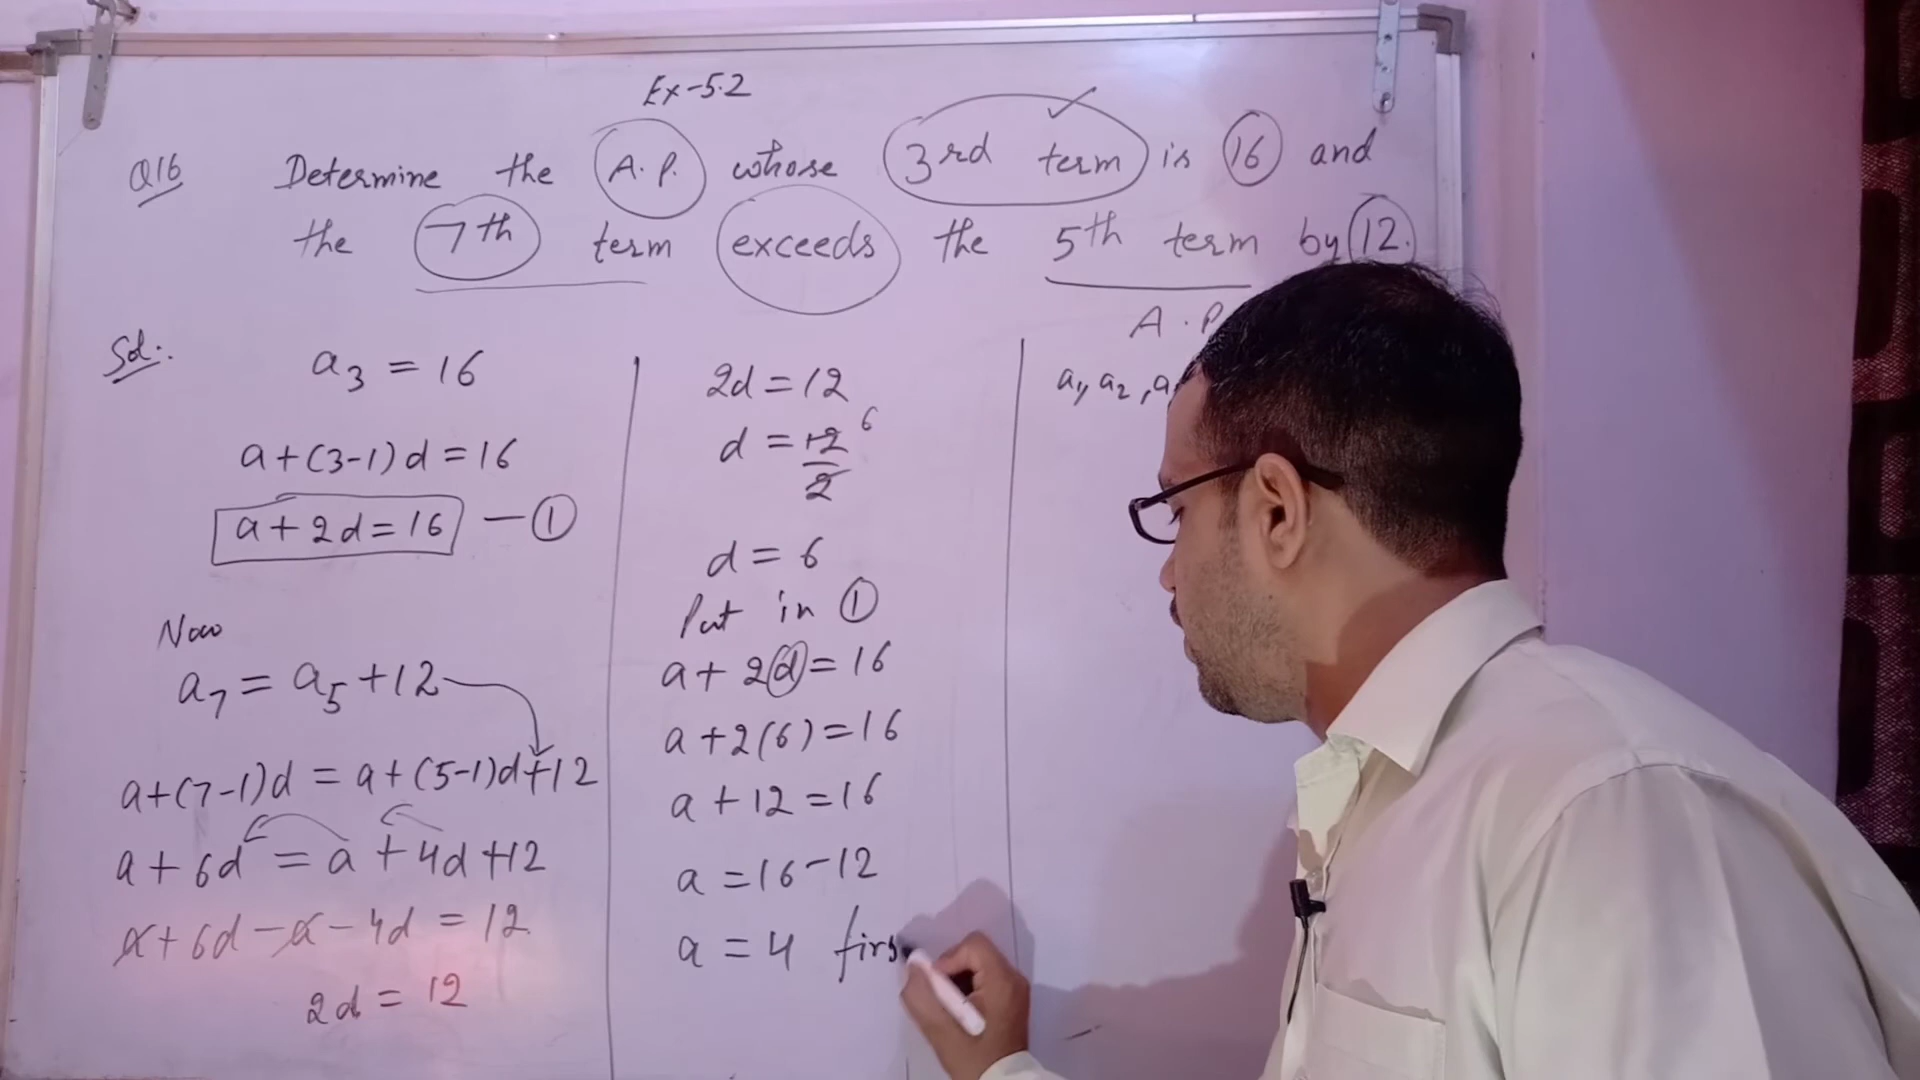 Ex-5.2
Q16 Determine the A.P. whose 3rd term is 16 and
the 7th term exceeds the 5th term by 12.
Sol:
a3 = 16
a+(3-1)d=16
a+2d=16 - ①
Now
a7 = a5+12
a+(7-1)d = a+(5-1)d+12
a+6d = a+4d+12
a+6d-a-4d = 12
2d = 12
2d=12
d = 12/2 6
d = 6
Put in ①
a+2d=16
a+2(6)=16
a+12=16
a=16-12
a=4 firs
A.P
a1, a2, a